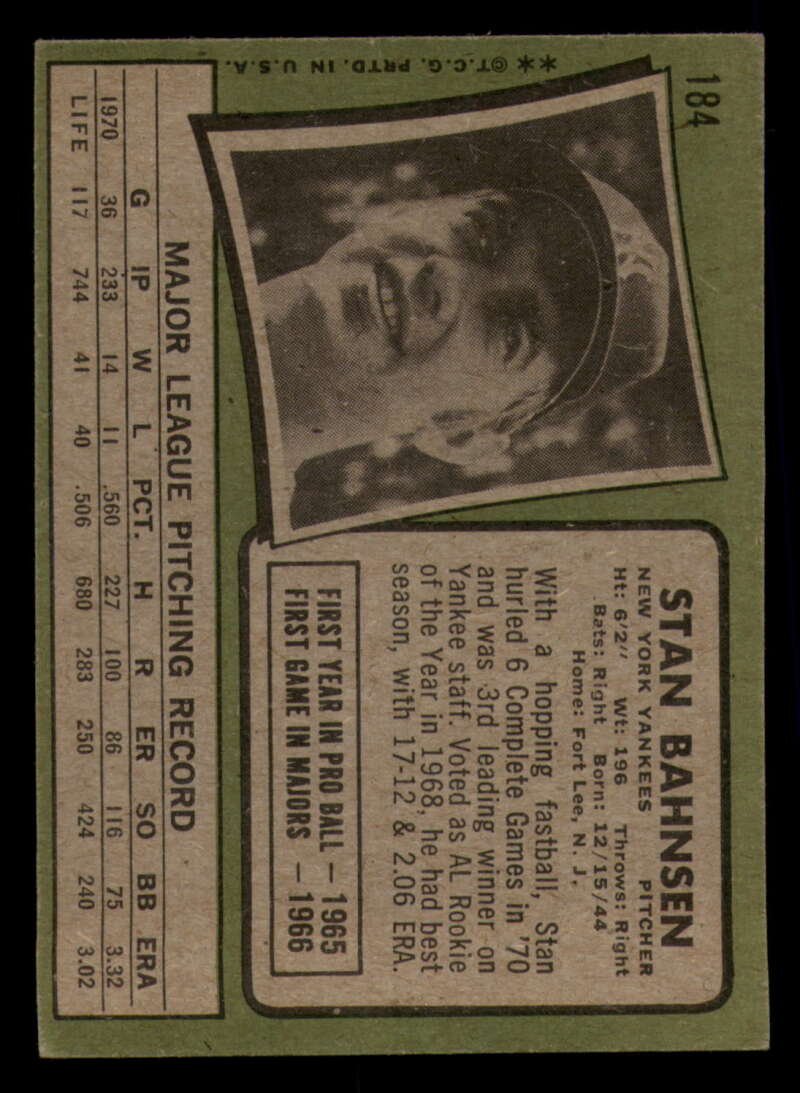 184
STAN BAHNSEN
NEW YORK YANKEES PITCHER
Ht: 6'2" Wt: 196 Throws: Right
Bats: Right Born: 12/15/44
Home: Fort Lee, N. J.
With a hopping fastball, Stan
hurled 6 Complete Games in '70
and was 3rd leading winner on
Yankee staff. Voted as AL Rookie
of the Year in 1968, he had best
season, with 17-12 & 2.06 ERA.
FIRST YEAR IN PRO BALL — 1965
FIRST GAME IN MAJORS — 1966
MAJOR LEAGUE PITCHING RECORD
G IP W L PCT. H R ER SO BB ERA
1970 36 233 14 11 .560 227 100 86 116 75 3.32
LIFE 117 744 41 40 .506 680 283 250 424 240 3.02
** ©T.C.G. PRTD. IN U.S.A.